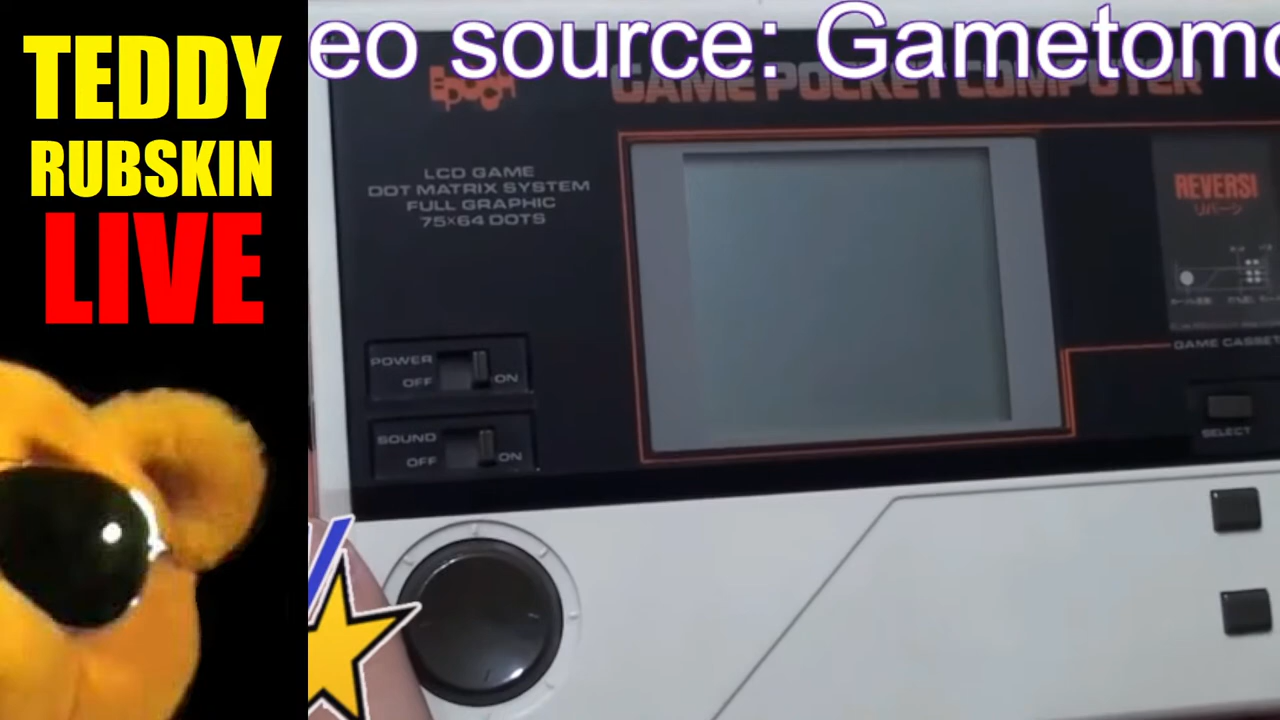 TEDDY
RUBSKIN
LIVE
eo source: Gametomo
Epoch
GAME POCKET COMPUTER
LCD GAME
DOT MATRIX SYSTEM
FULL GRAPHIC
75×64 DOTS
REVERSI
リバーシ
GAME CASSET
POWER
OFF
ON
SOUND
OFF
ON
SELECT